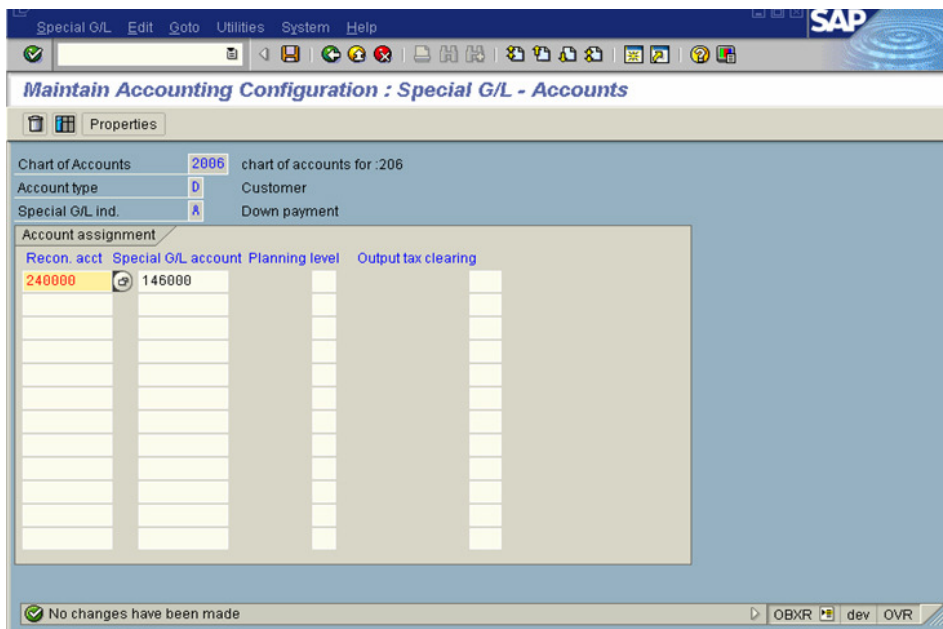 Special G/L Edit Goto Utilities System Help
SAP
Maintain Accounting Configuration : Special G/L - Accounts
Properties
Chart of Accounts 2006 chart of accounts for :206
Account type D Customer
Special G/L ind. A Down payment
Account assignment
Recon. acct Special G/L account Planning level Output tax clearing
240000 146000
No changes have been made OBXR dev OVR